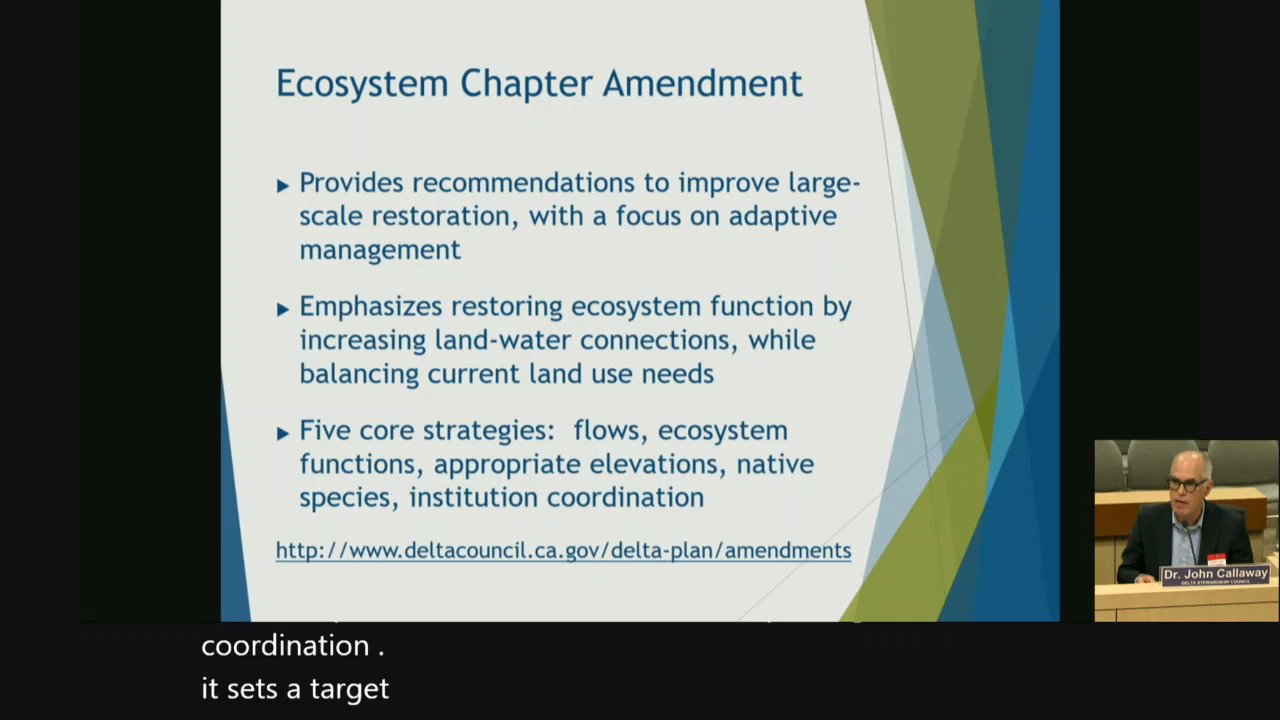 Ecosystem Chapter Amendment
Provides recommendations to improve large-
scale restoration, with a focus on adaptive
management
Emphasizes restoring ecosystem function by
increasing land-water connections, while
balancing current land use needs
Five core strategies: flows, ecosystem
functions, appropriate elevations, native
species, institution coordination
http://www.deltacouncil.ca.gov/delta-plan/amendments
Dr. John Callaway
DELTA STEWARDSHIP COUNCIL
coordination .
it sets a target